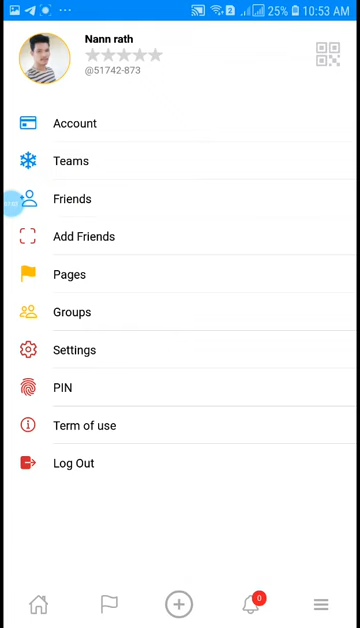 25% 10:53 AM
Nann rath
@51742-873
Account
Teams
Friends
Add Friends
Pages
Groups
Settings
PIN
Term of use
Log Out
0